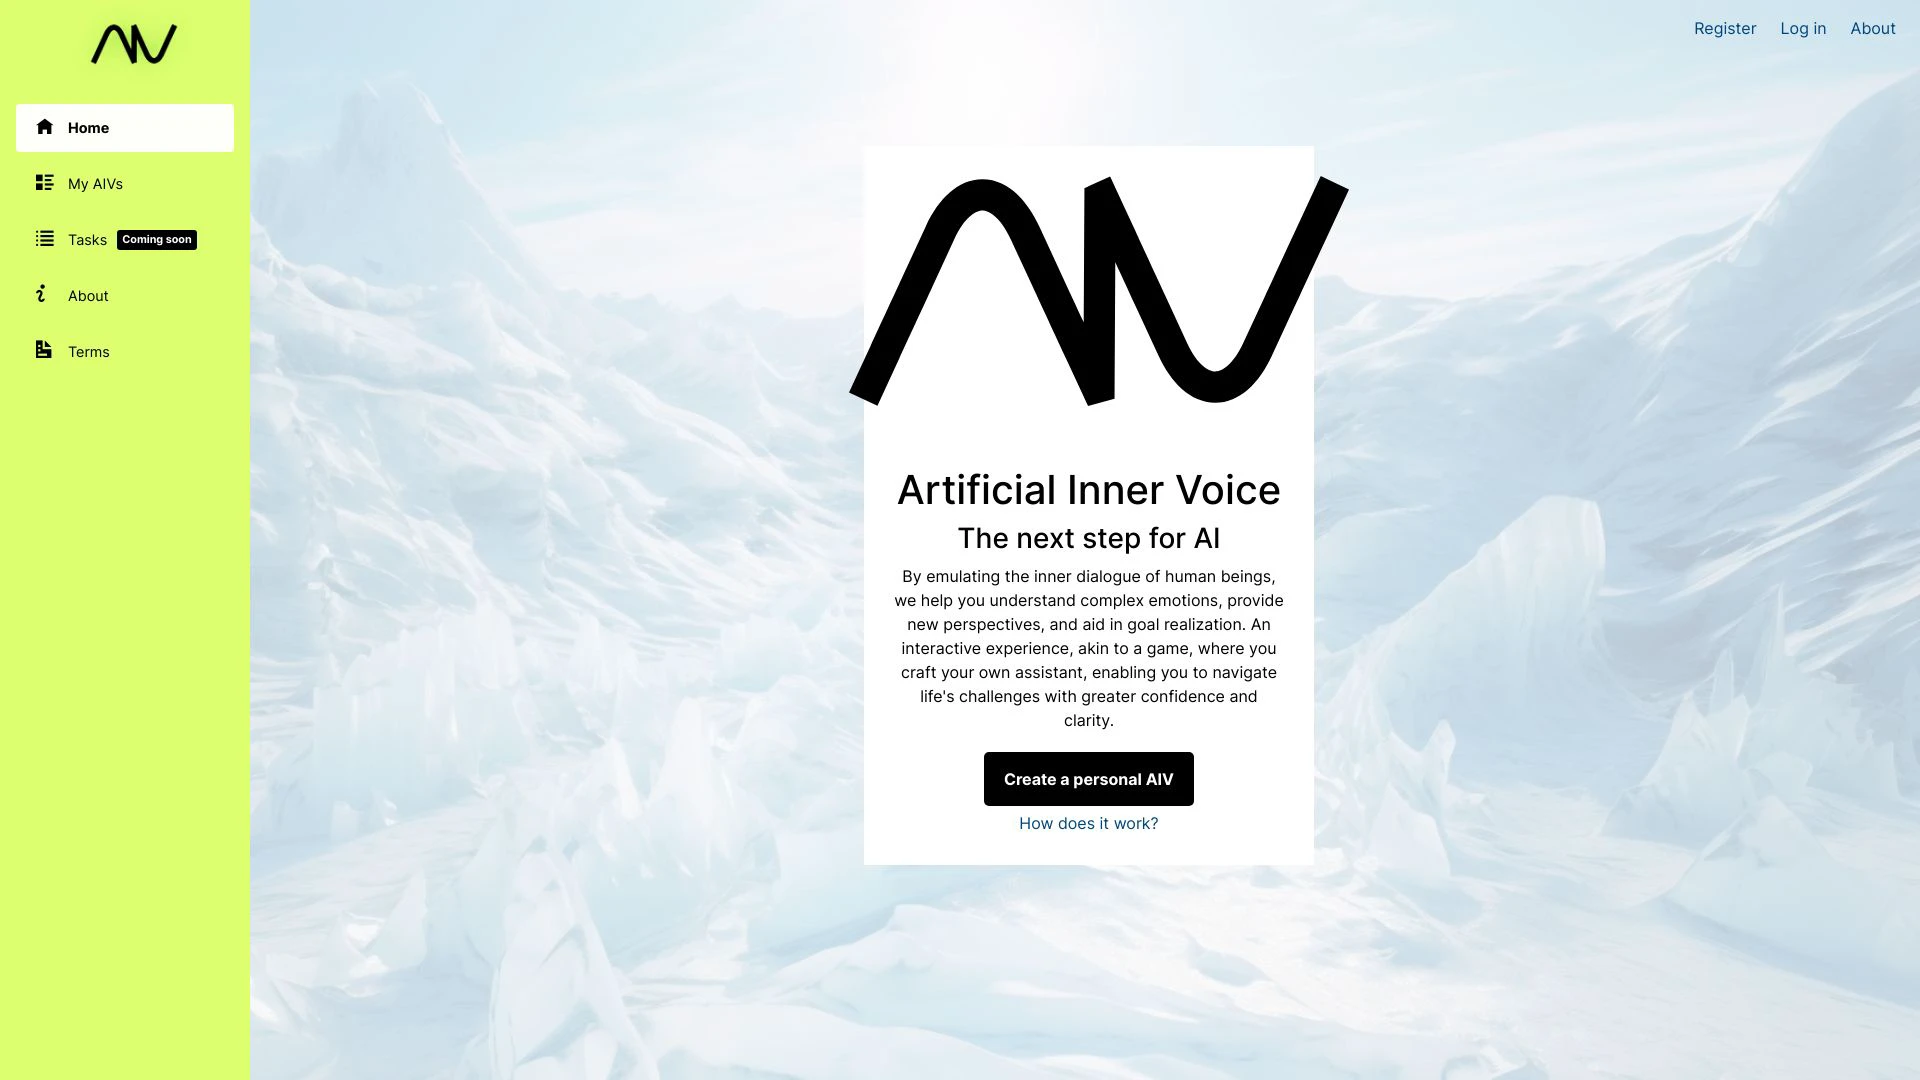 Register
Log in
About
Home
My AIVs
Tasks
Coming soon
About
Terms
Artificial Inner Voice
The next step for AI
By emulating the inner dialogue of human beings,
we help you understand complex emotions, provide
new perspectives, and aid in goal realization. An
interactive experience, akin to a game, where you
craft your own assistant, enabling you to navigate
life's challenges with greater confidence and
clarity.
Create a personal AIV
How does it work?